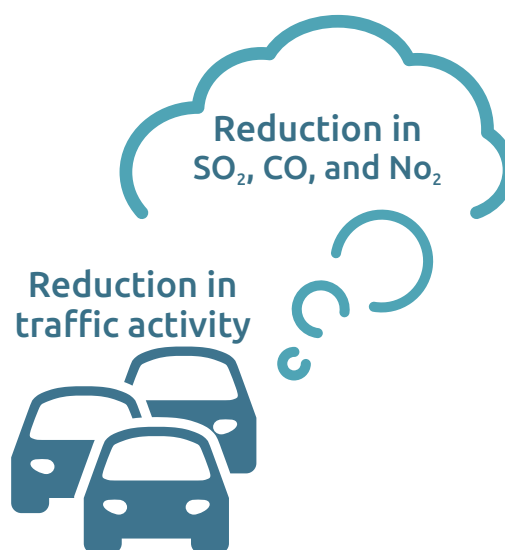 Reduction in
SO₂, CO, and No₂
Reduction in
traffic activity